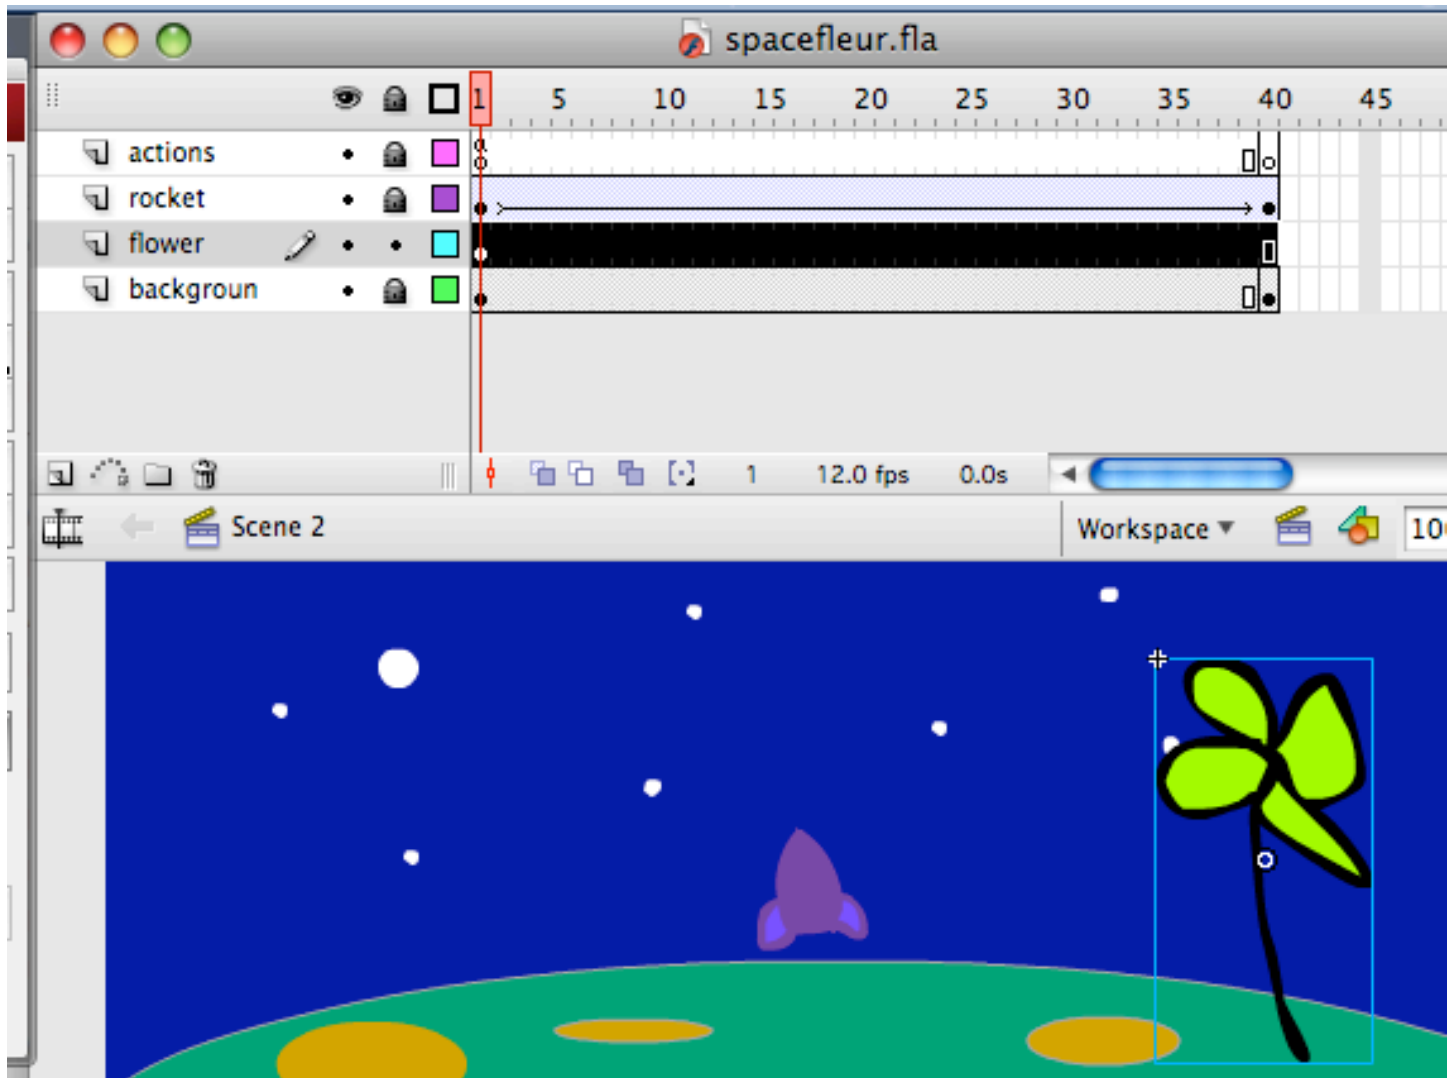 spacefleur.fla
1 5 10 15 20 25 30 35 40 45
actions
a
rocket
flower
backgroun
1 12.0 fps 0.0s
Scene 2
Workspace